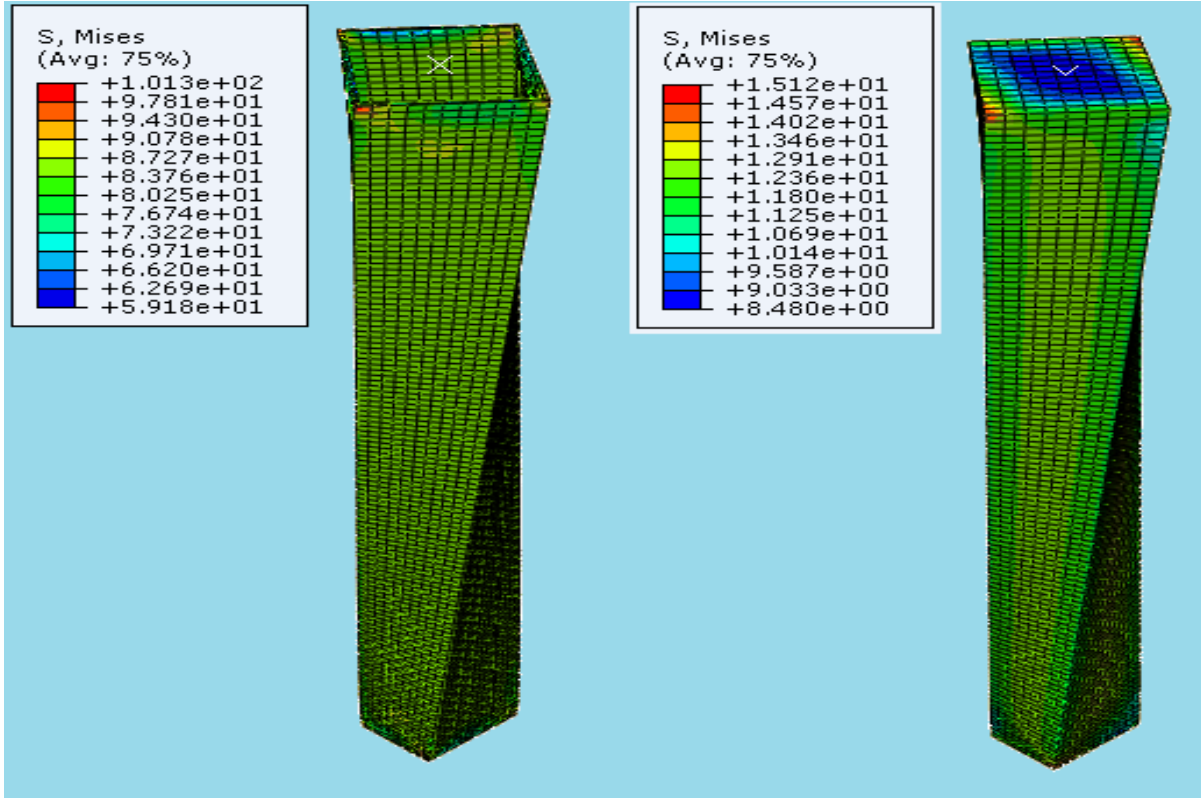 S, Mises
(Avg: 75%)
+1.013e+02
+9.781e+01
+9.430e+01
+9.078e+01
+8.727e+01
+8.376e+01
+8.025e+01
+7.674e+01
+7.322e+01
+6.971e+01
+6.620e+01
+6.269e+01
+5.918e+01
S, Mises
(Avg: 75%)
+1.512e+01
+1.457e+01
+1.402e+01
+1.346e+01
+1.291e+01
+1.236e+01
+1.180e+01
+1.125e+01
+1.069e+01
+1.014e+01
+9.587e+00
+9.033e+00
+8.480e+00